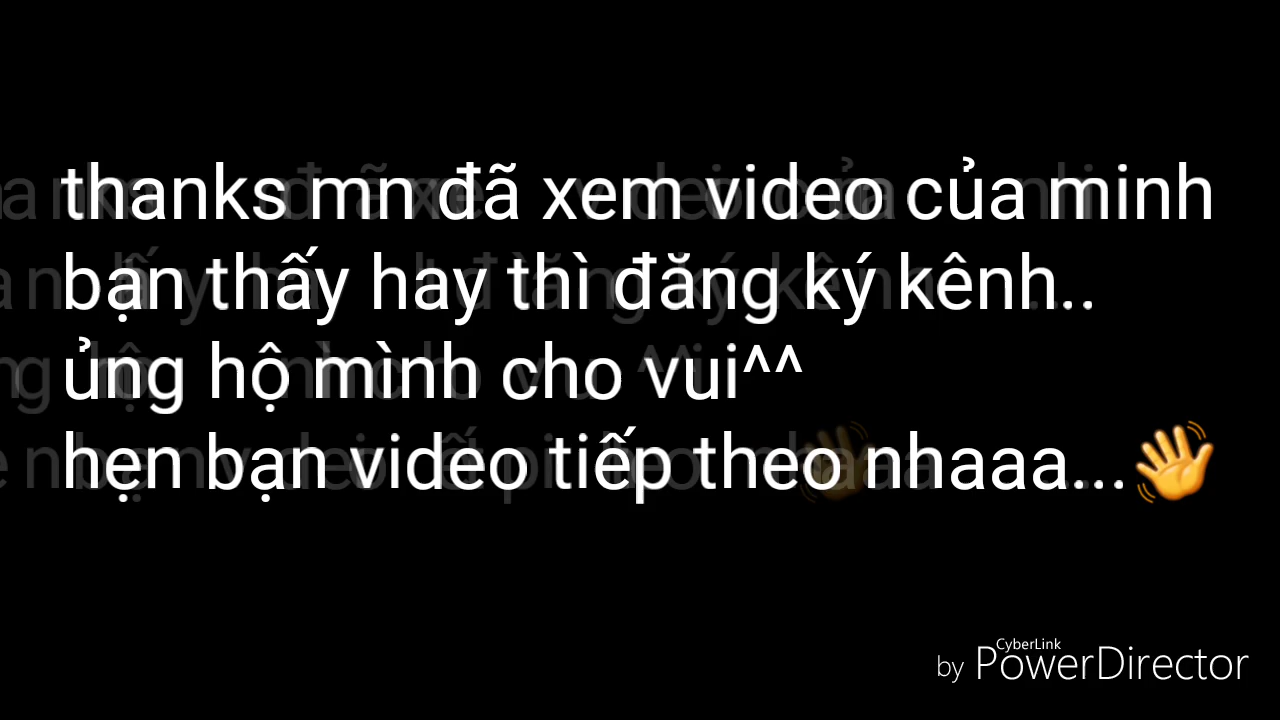 thanks mn đã xem video của minh
bạn thấy hay thì đăng ký kênh..
ủng hộ mình cho vui^^
hẹn bạn video tiếp theo nhaaa...👋
CyberLink
by PowerDirector